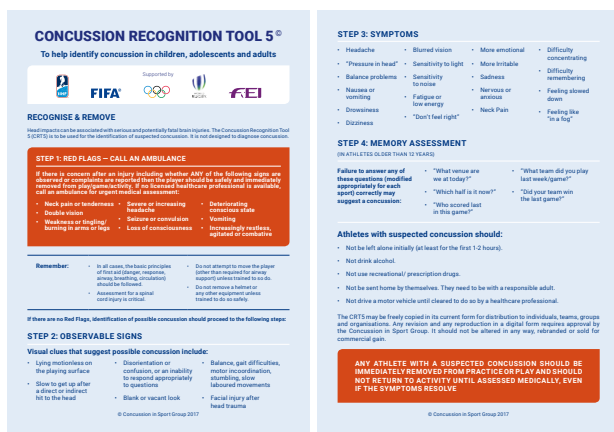 CONCUSSION RECOGNITION TOOL 5©
To help identify concussion in children, adolescents and adults
Supported by
FIFA®
FEI
RECOGNISE & REMOVE
Head impacts can be associated with serious and potentially fatal brain injuries. The Concussion Recognition Tool
5 (CRT5) is to be used for the identification of suspected concussion. It is not designed to diagnose concussion.
STEP 1: RED FLAGS — CALL AN AMBULANCE
If there is concern after an injury including whether ANY of the following signs are
observed or complaints are reported then the player should be safely and immediately
removed from play/game/activity. If no licensed healthcare professional is available,
call an ambulance for urgent medical assessment:
• Neck pain or tenderness
• Double vision
• Weakness or tingling/
burning in arms or legs
• Severe or increasing
headache
• Seizure or convulsion
• Loss of consciousness
• Deteriorating
conscious state
• Vomiting
• Increasingly restless,
agitated or combative
Remember:
• In all cases, the basic principles
of first aid (danger, response,
airway, breathing, circulation)
should be followed.
• Assessment for a spinal
cord injury is critical.
• Do not attempt to move the player
(other than required for airway
support) unless trained to so do.
• Do not remove a helmet or
any other equipment unless
trained to do so safely.
If there are no Red Flags, identification of possible concussion should proceed to the following steps:
STEP 2: OBSERVABLE SIGNS
Visual clues that suggest possible concussion include:
• Lying motionless on
the playing surface
• Slow to get up after
a direct or indirect
hit to the head
• Disorientation or
confusion, or an inability
to respond appropriately
to questions
• Blank or vacant look
• Balance, gait difficulties,
motor incoordination,
stumbling, slow
laboured movements
• Facial injury after
head trauma
© Concussion in Sport Group 2017
STEP 3: SYMPTOMS
• Headache
• "Pressure in head"
• Balance problems
• Nausea or
vomiting
• Drowsiness
• Dizziness
• Blurred vision
• Sensitivity to light
• Sensitivity
to noise
• Fatigue or
low energy
• "Don't feel right"
• More emotional
• More Irritable
• Sadness
• Nervous or
anxious
• Neck Pain
• Difficulty
concentrating
• Difficulty
remembering
• Feeling slowed
down
• Feeling like
"in a fog"
STEP 4: MEMORY ASSESSMENT
(IN ATHLETES OLDER THAN 12 YEARS)
Failure to answer any of
these questions (modified
appropriately for each
sport) correctly may
suggest a concussion:
• "What venue are
we at today?"
• "Which half is it now?"
• "Who scored last
in this game?"
• "What team did you play
last week/game?"
• "Did your team win
the last game?"
Athletes with suspected concussion should:
• Not be left alone initially (at least for the first 1-2 hours).
• Not drink alcohol.
• Not use recreational/ prescription drugs.
• Not be sent home by themselves. They need to be with a responsible adult.
• Not drive a motor vehicle until cleared to do so by a healthcare professional.
The CRT5 may be freely copied in its current form for distribution to individuals, teams, groups
and organisations. Any revision and any reproduction in a digital form requires approval by
the Concussion in Sport Group. It should not be altered in any way, rebranded or sold for
commercial gain.
ANY ATHLETE WITH A SUSPECTED CONCUSSION SHOULD BE
IMMEDIATELY REMOVED FROM PRACTICE OR PLAY AND SHOULD
NOT RETURN TO ACTIVITY UNTIL ASSESSED MEDICALLY, EVEN
IF THE SYMPTOMS RESOLVE
© Concussion in Sport Group 2017